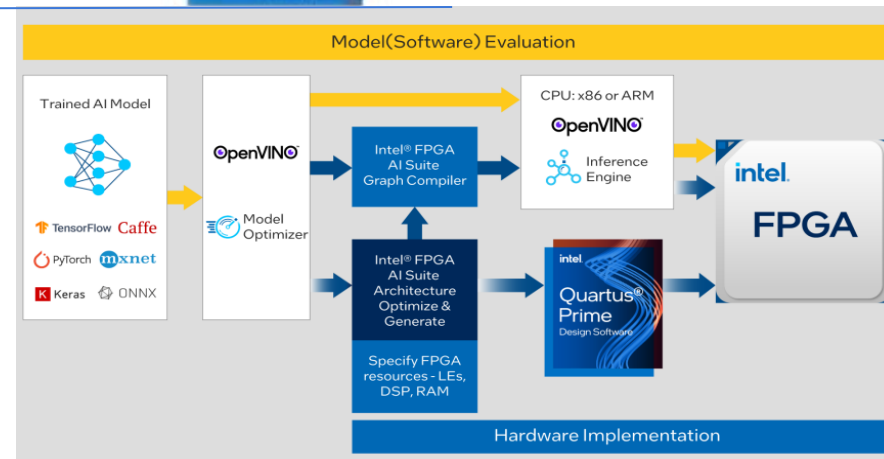 Model(Software) Evaluation
Trained AI Model
TensorFlow Caffe
PyTorch mxnet
Keras ONNX
OpenVINO
Model
Optimizer
Intel® FPGA
AI Suite
Graph Compiler
Intel® FPGA
AI Suite
Architecture
Optimize &
Generate
Specify FPGA
resources - LEs,
DSP, RAM
CPU: x86 or ARM
OpenVINO
Inference
Engine
intel
Quartus®
Prime
Design Software
intel.
FPGA
Hardware Implementation